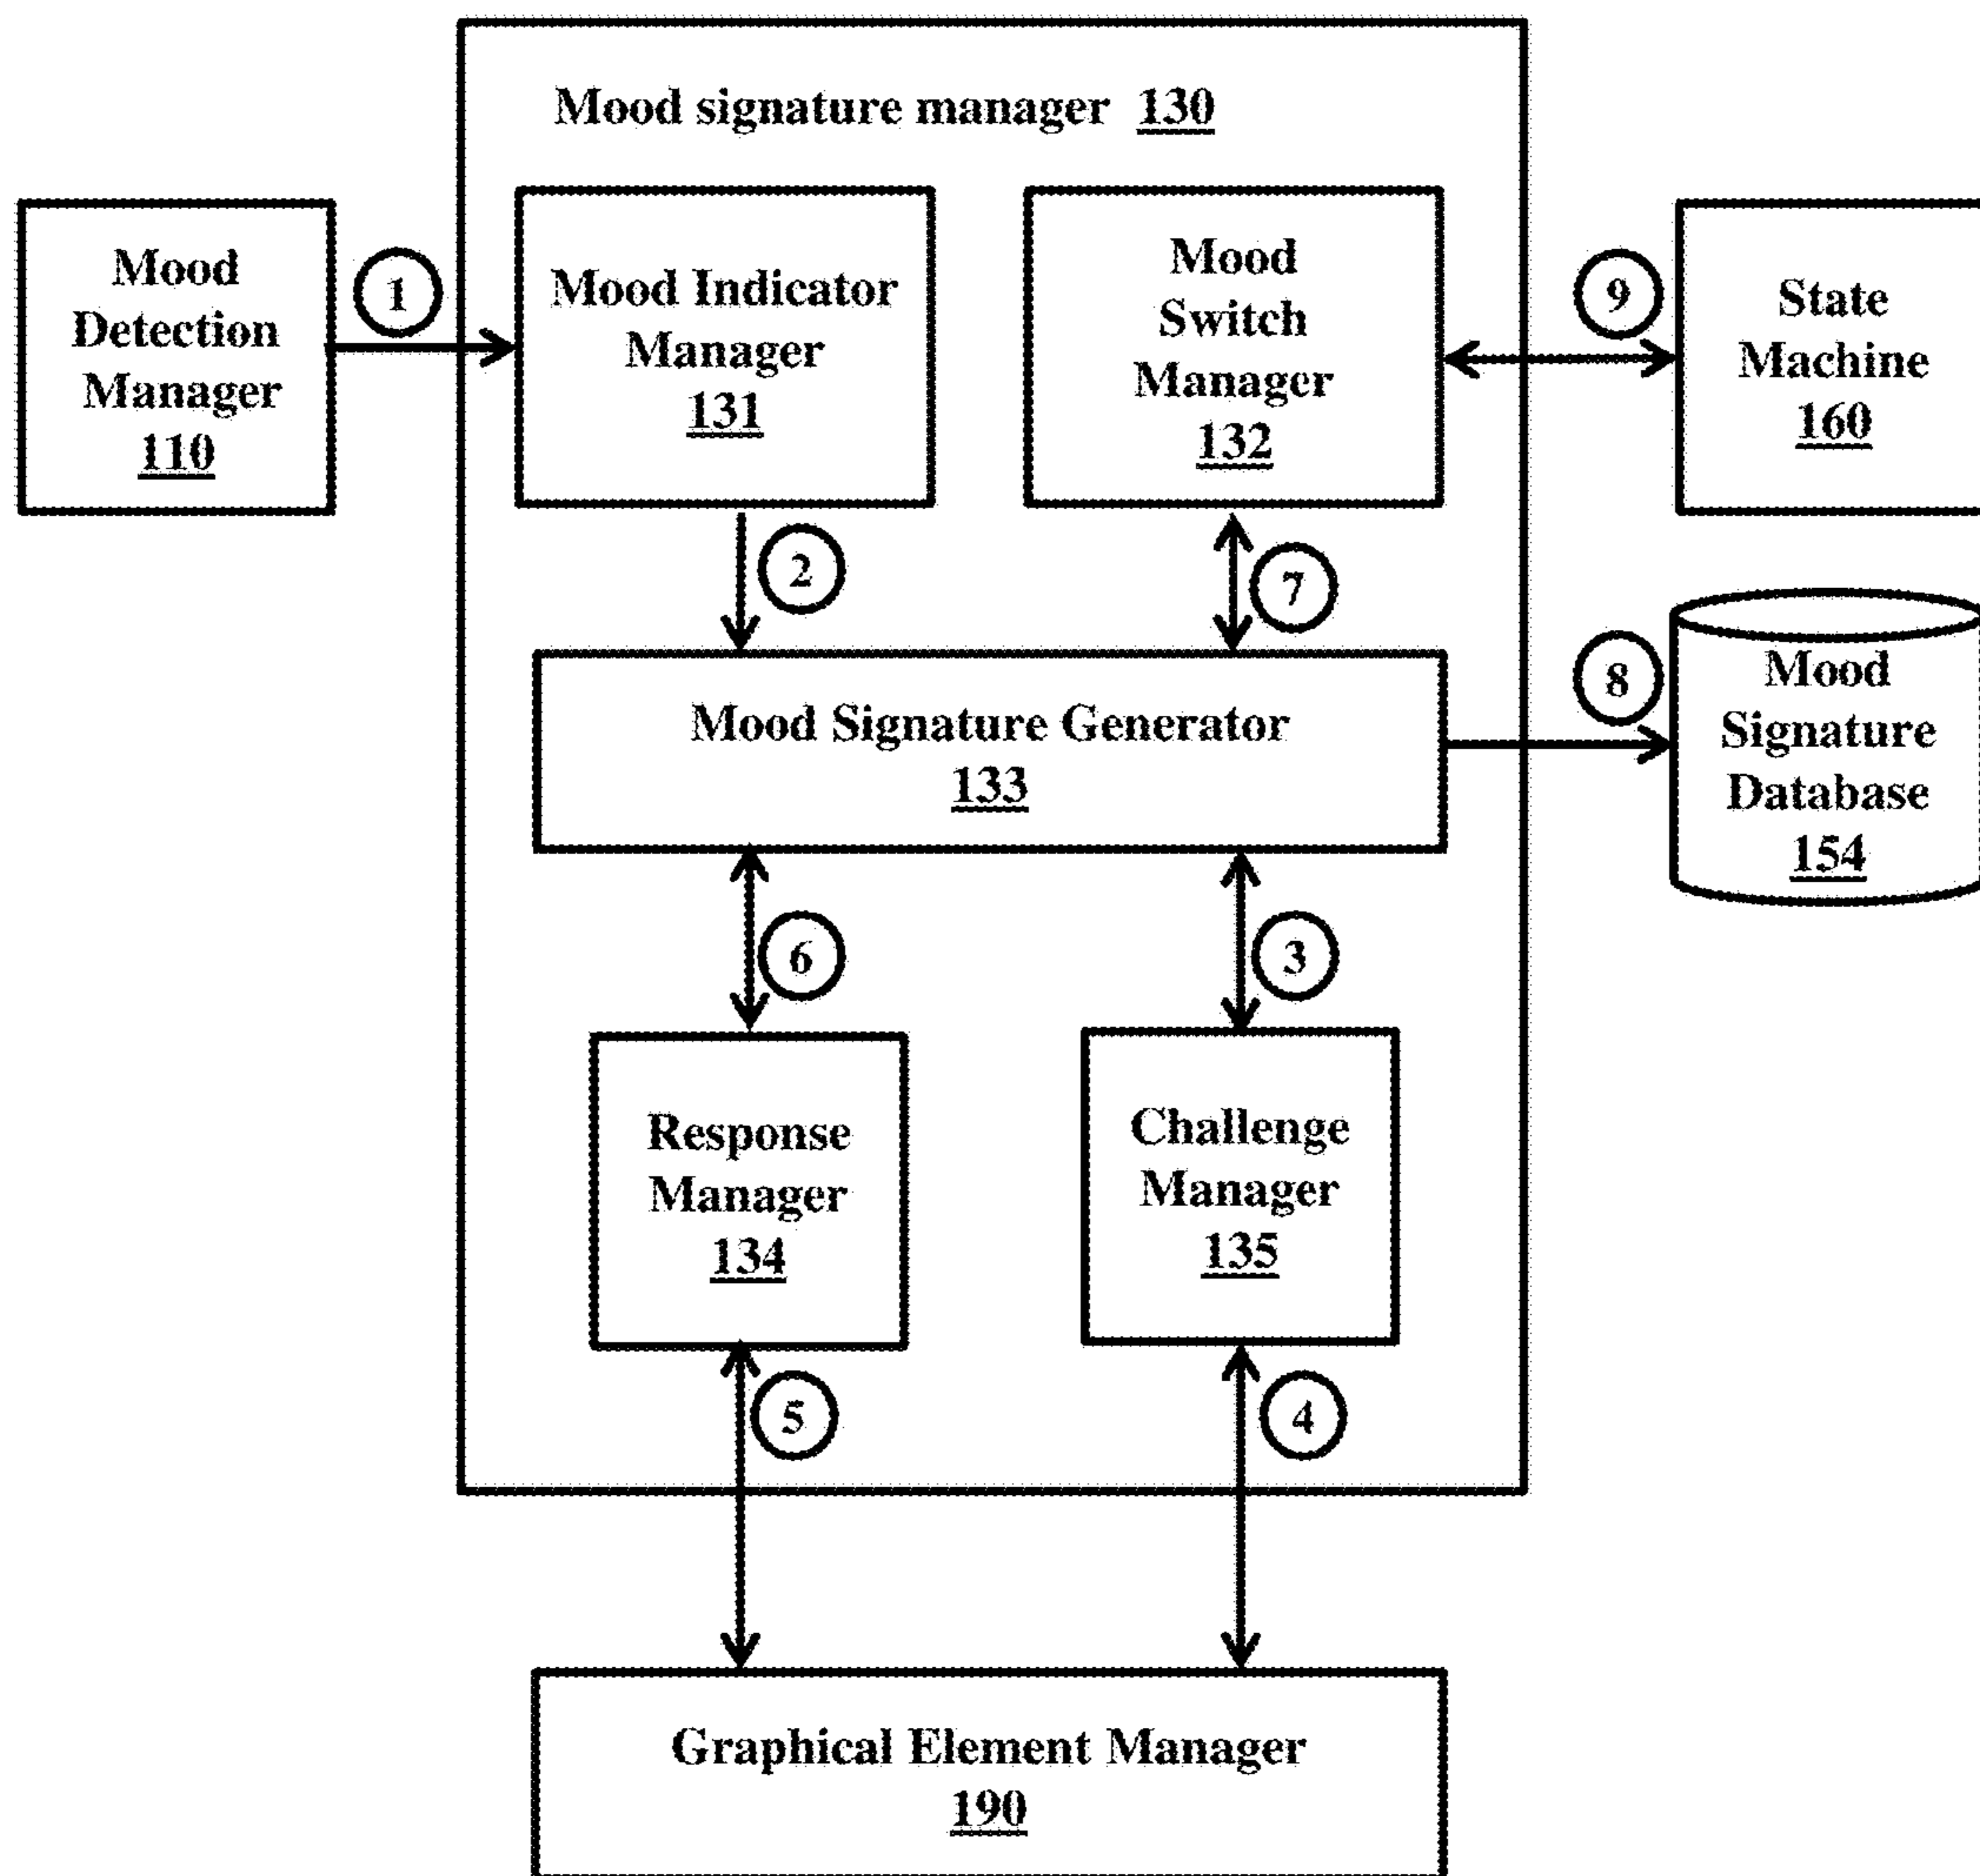 Mood signature manager 130
Mood
Detection
Manager
110
1
Mood Indicator
Manager
131
Mood
Switch
Manager
132
9
State
Machine
160
2
7
Mood Signature Generator
133
8
Mood
Signature
Database
154
6
3
Response
Manager
134
Challenge
Manager
135
5
4
Graphical Element Manager
190